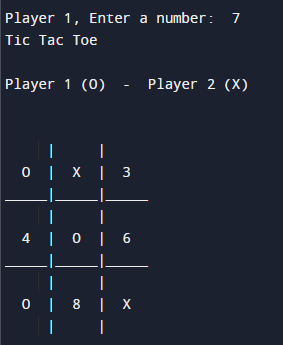 Player 1, Enter a number:  7
Tic Tac Toe
Player 1 (O)  -  Player 2 (X)
     |     |
  O  |  X  |  3
_____|_____|_____
     |     |
  4  |  O  |  6
_____|_____|_____
     |     |
  O  |  8  |  X
     |     |